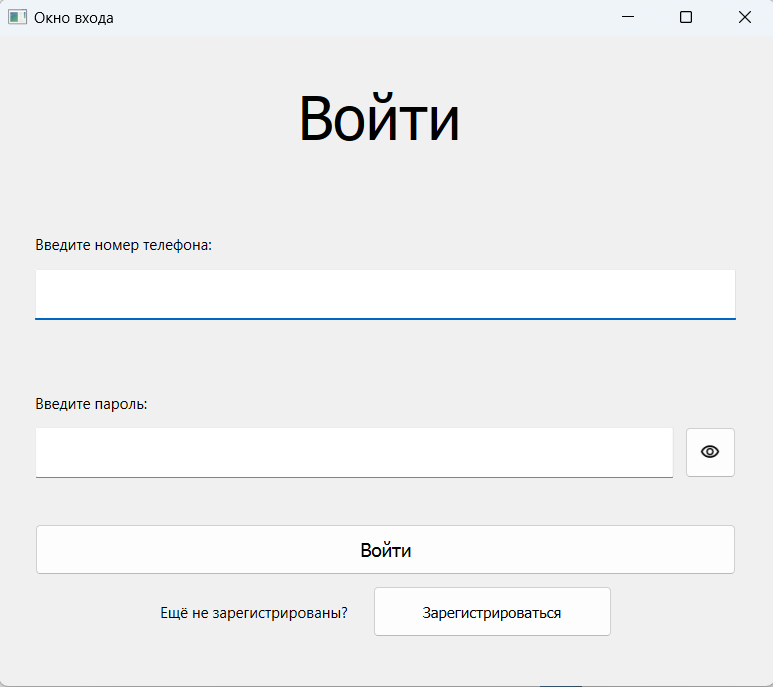 Окно входа
Войти
Введите номер телефона:
Введите пароль:
Войти
Ещё не зарегистрированы? Зарегистрироваться